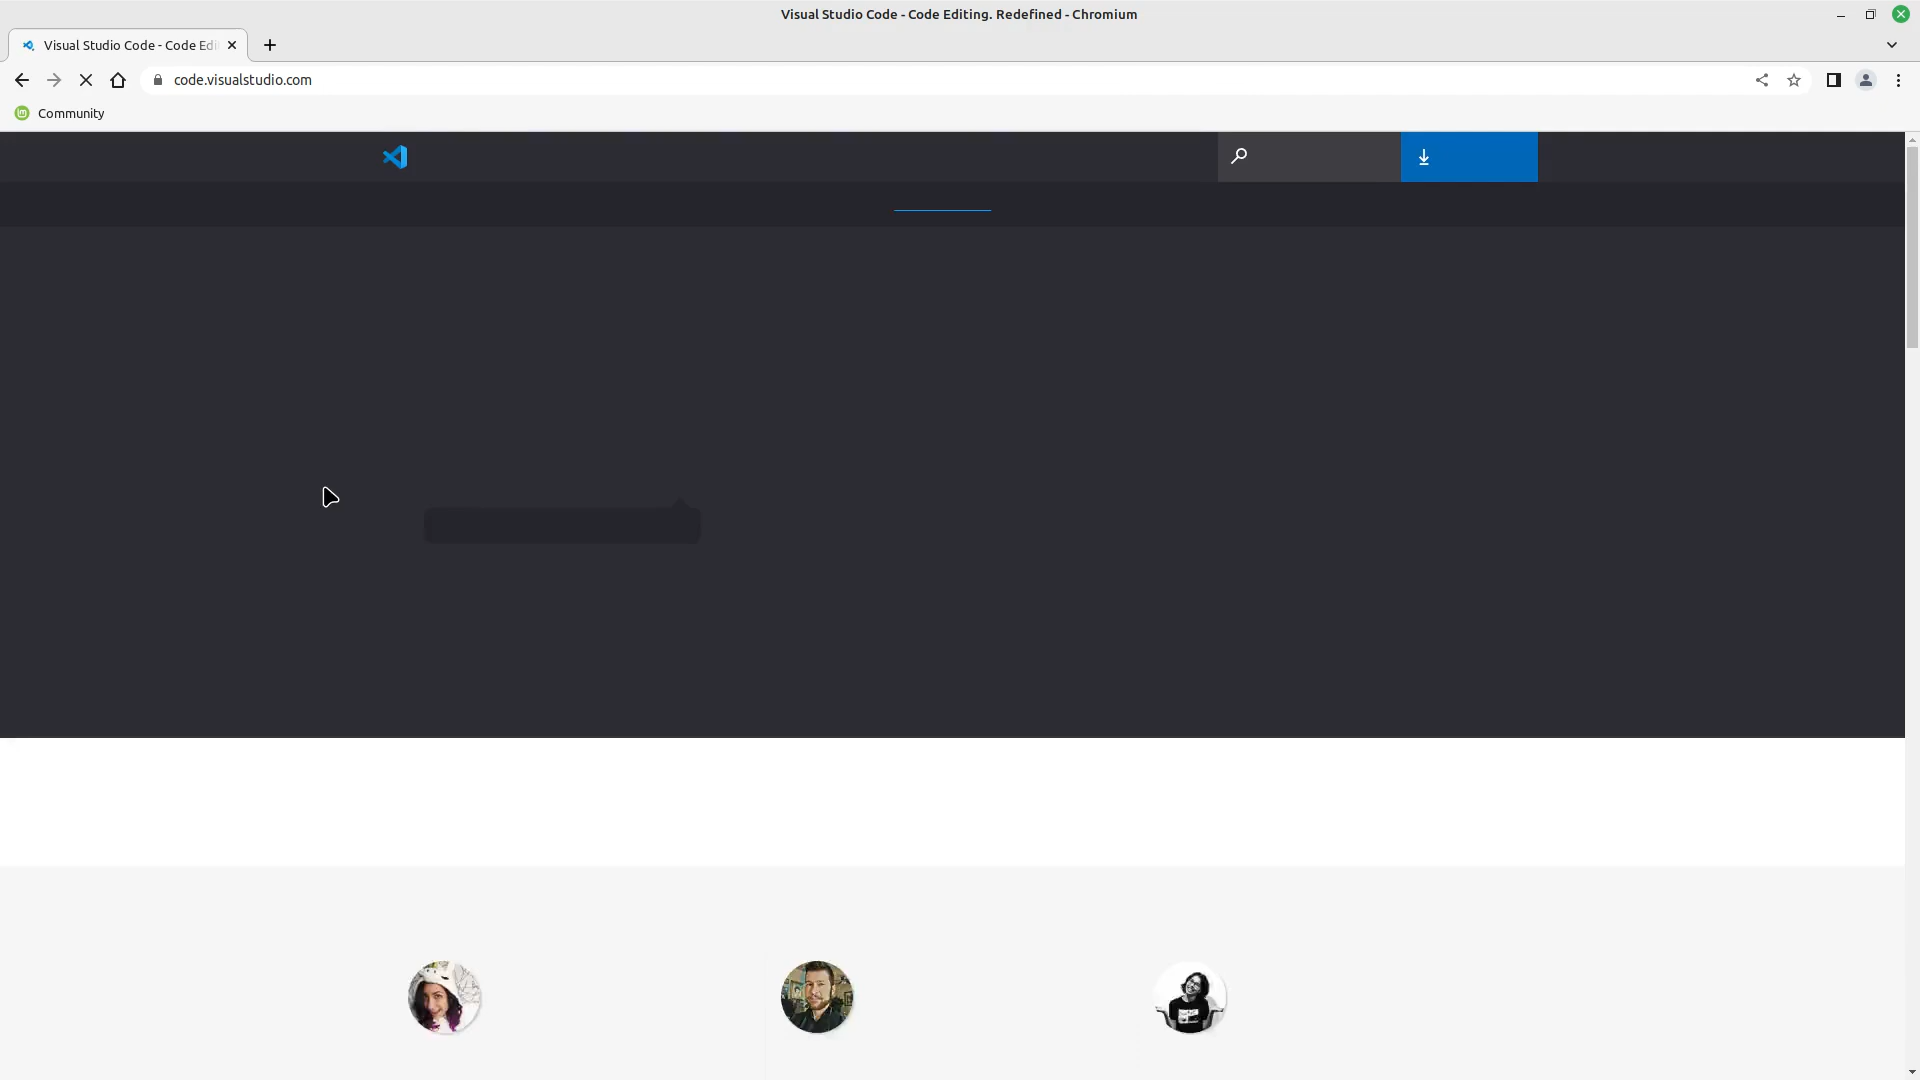 Visual Studio Code - Code Editing. Redefined - Chromium
Visual Studio Code - Code Edi
code.visualstudio.com
Community